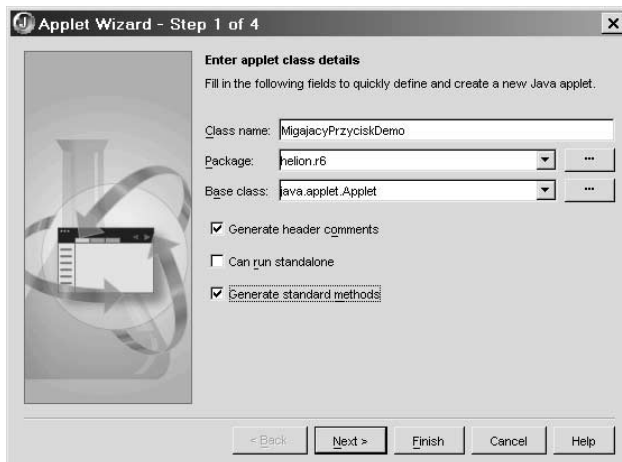 Applet Wizard - Step 1 of 4
Enter applet class details
Fill in the following fields to quickly define and create a new Java applet.
Class name: MigajacyPrzyciskDemo
Package: helion.r6 ...
Base class: java.applet.Applet ...
Generate header comments
Can run standalone
Generate standard methods
< Back Next > Finish Cancel Help